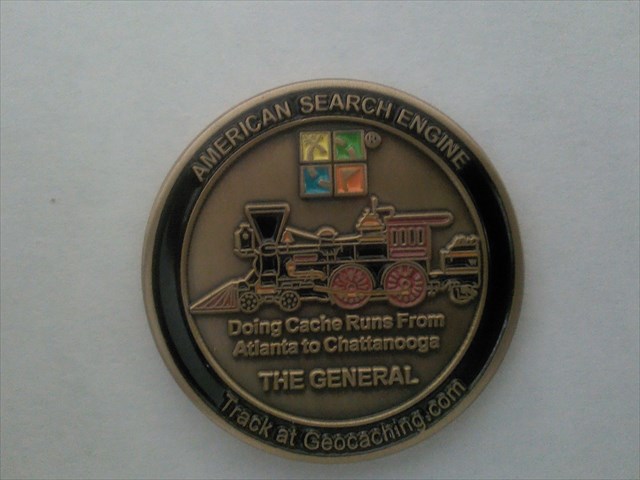 AMERICAN SEARCH ENGINE
®
Doing Cache Runs From
Atlanta to Chattanooga
THE GENERAL
Track at Geocaching.com